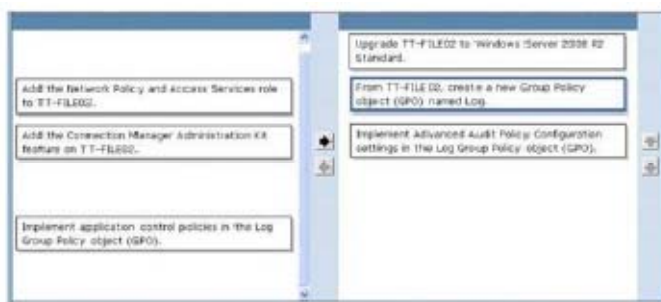 Add the Network Policy and Access Services role
to TT-FILE02.
Add the Connection Manager Administration Kit
feature on TT-FILE02.
Implement application control policies in the Log
Group Policy object (GPO).
Upgrade TT-FILE02 to Windows Server 2008 R2
Standard.
From TT-FILE02, create a new Group Policy
object (GPO) named Log.
Implement Advanced Audit Policy Configuration
settings in the Log Group Policy object (GPO).